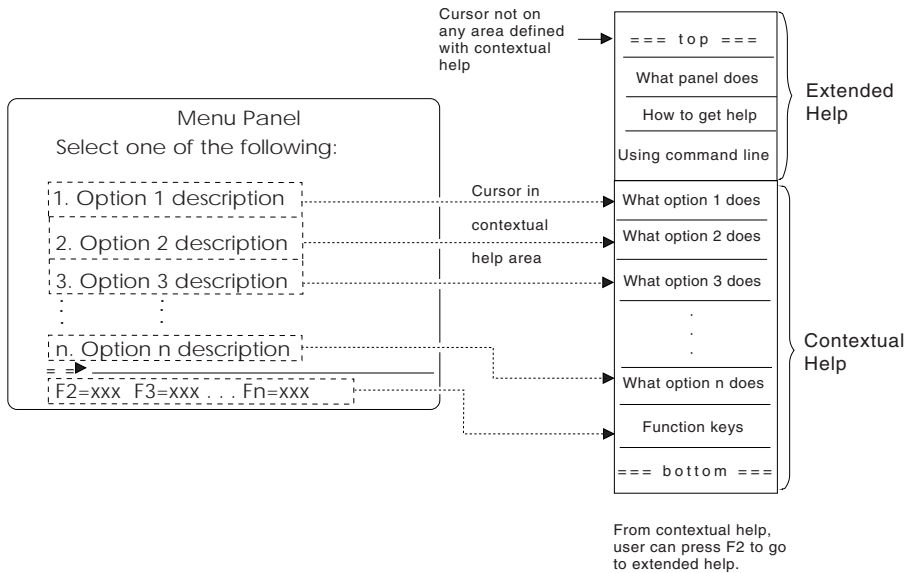 Cursor not on
any area defined
with contextual
help
=== top ===
What panel does
How to get help
Using command line
Extended
Help
Menu Panel
Select one of the following:
1. Option 1 description
2. Option 2 description
3. Option 3 description
. .
. .
. .
n. Option n description
= =
F2=xxx F3=xxx . . . Fn=xxx
Cursor in
contextual
help area
What option 1 does
What option 2 does
What option 3 does
.
.
.
What option n does
Function keys
=== bottom ===
Contextual
Help
From contextual help,
user can press F2 to go
to extended help.